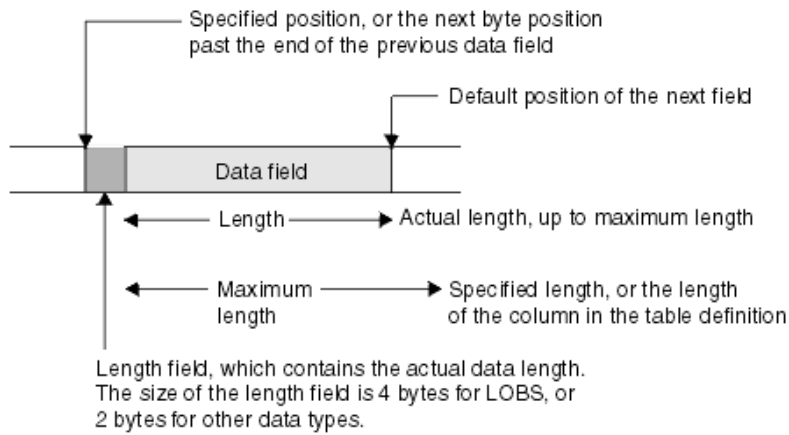 Specified position, or the next byte position
past the end of the previous data field
Default position of the next field
Data field
Length
Actual length, up to maximum length
Maximum
length
Specified length, or the length
of the column in the table definition
Length field, which contains the actual data length.
The size of the length field is 4 bytes for LOBS, or
2 bytes for other data types.